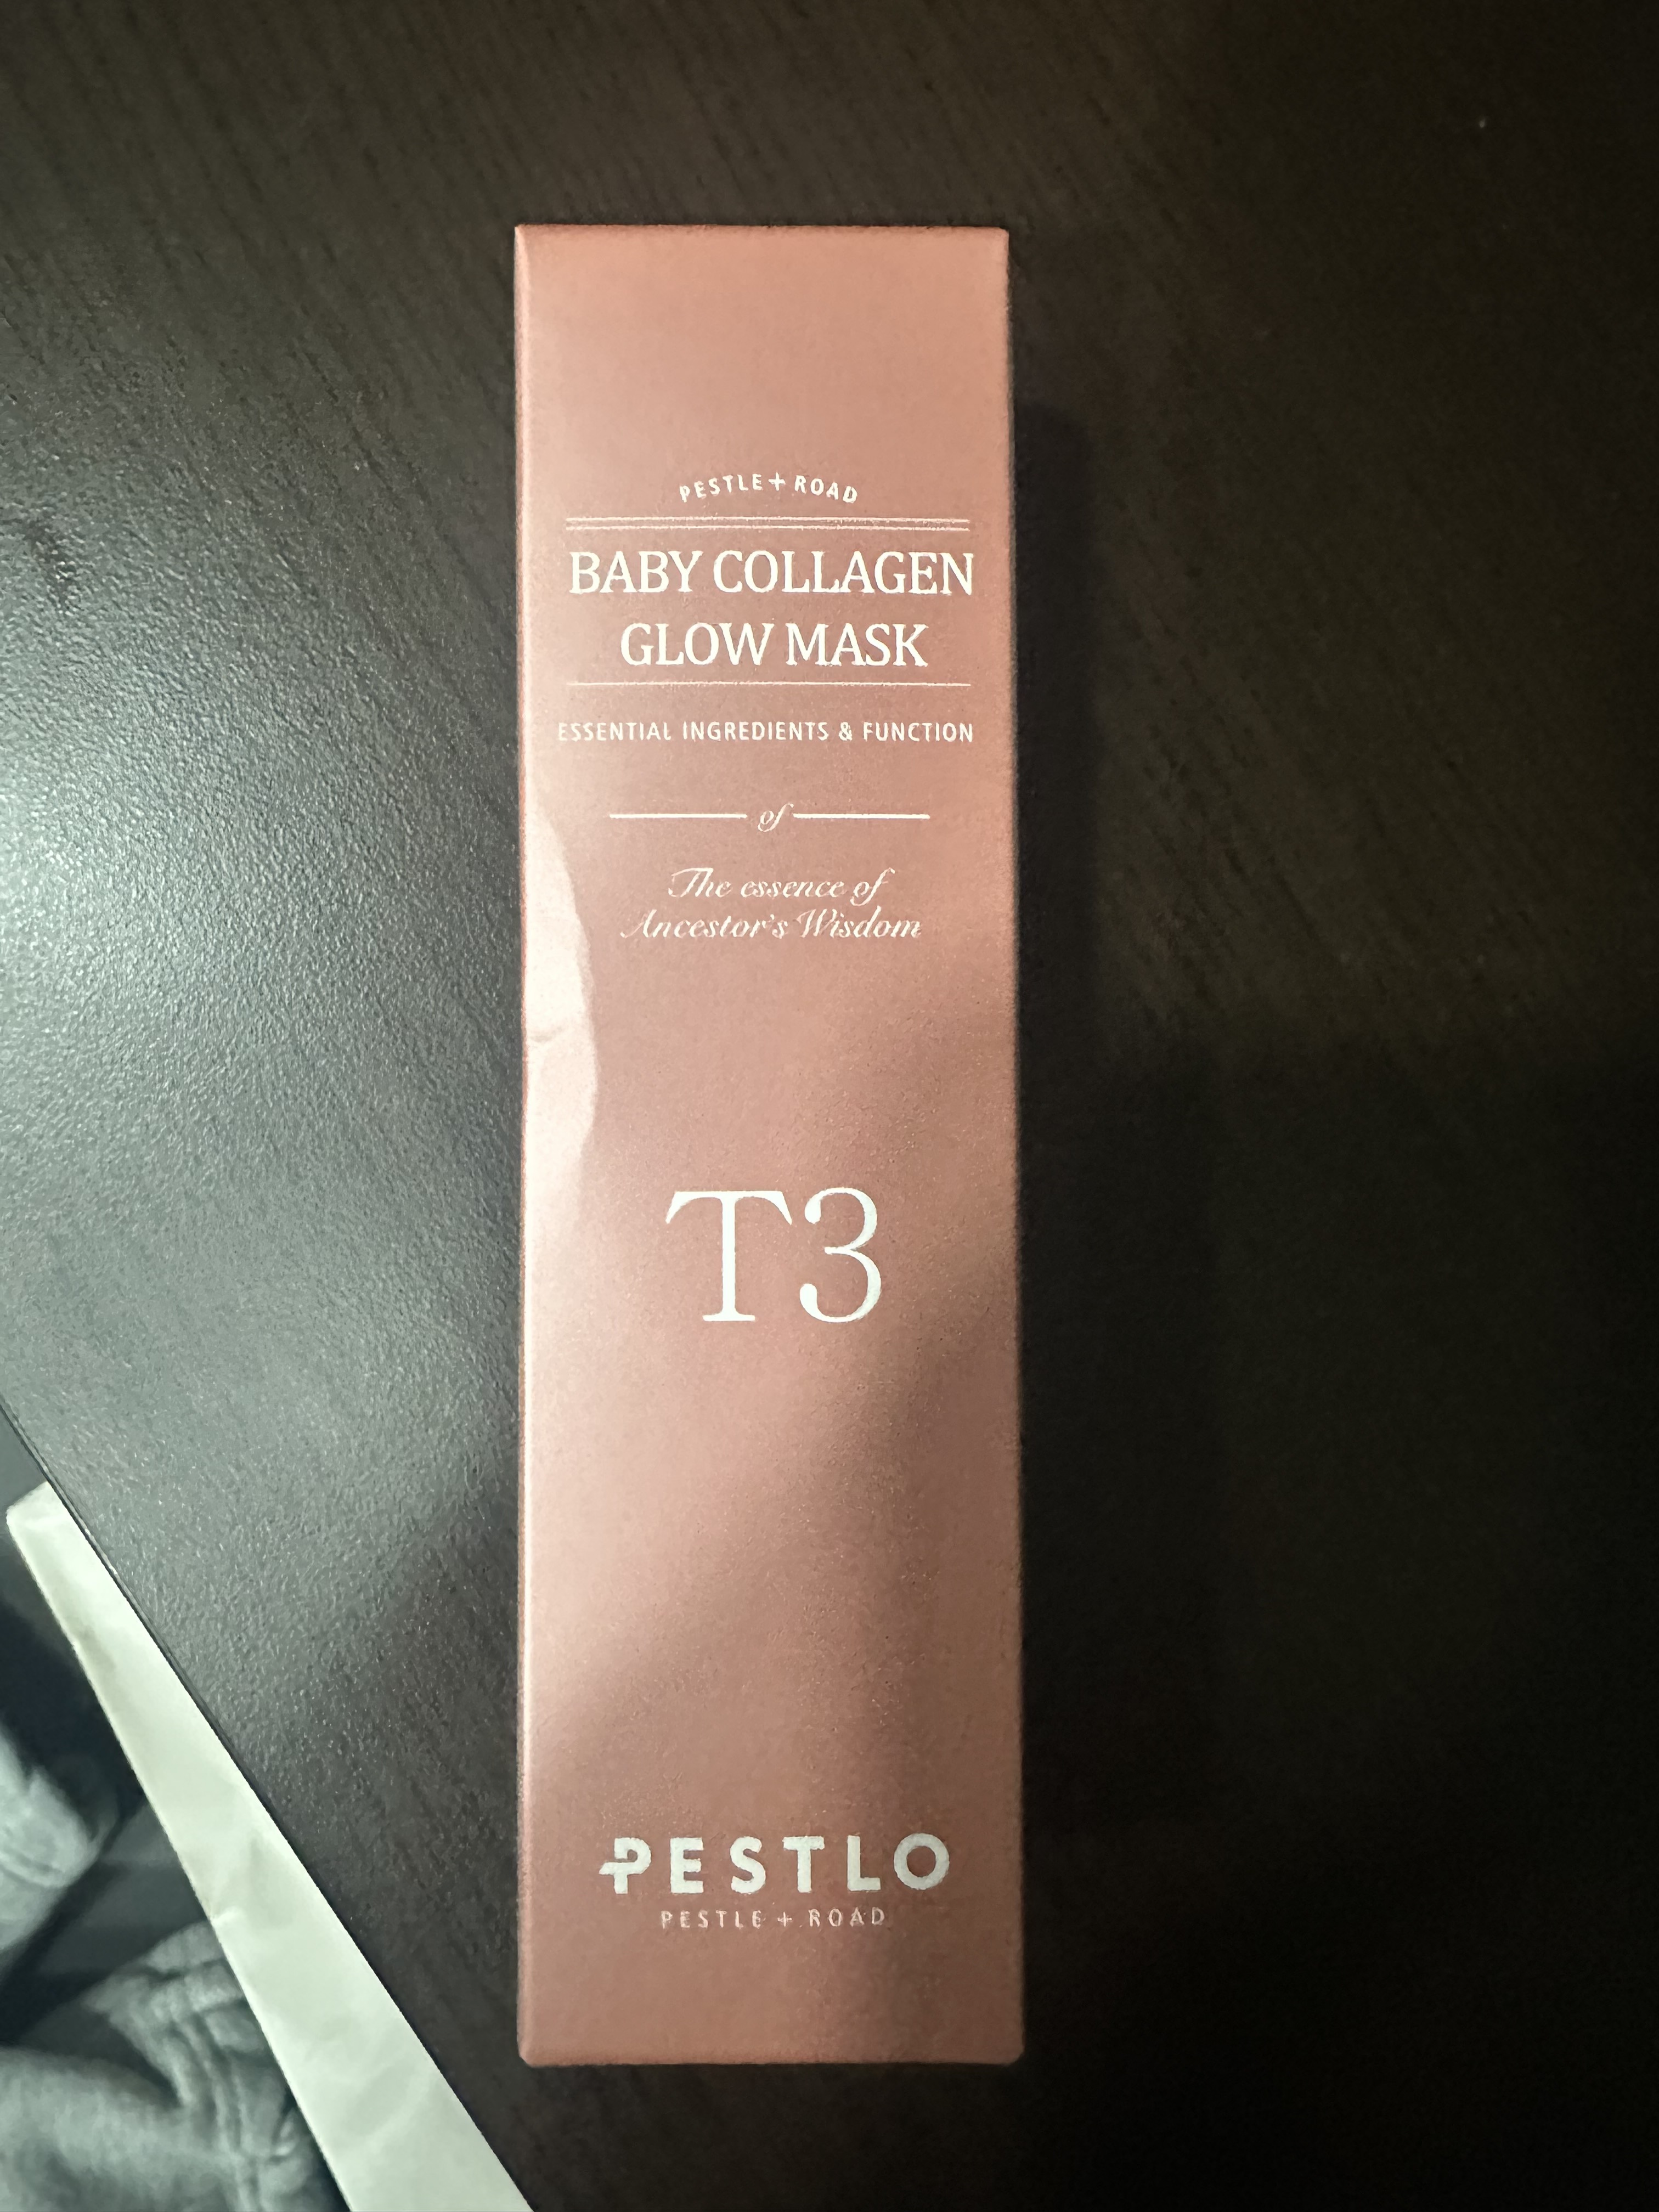 PESTLE+ROAD
BABY COLLAGEN
GLOW MASK
ESSENTIAL INGREDIENTS & FUNCTION
of
The essence of
Ancestor's Wisdom
T3
PESTLO
PESTLE + ROAD